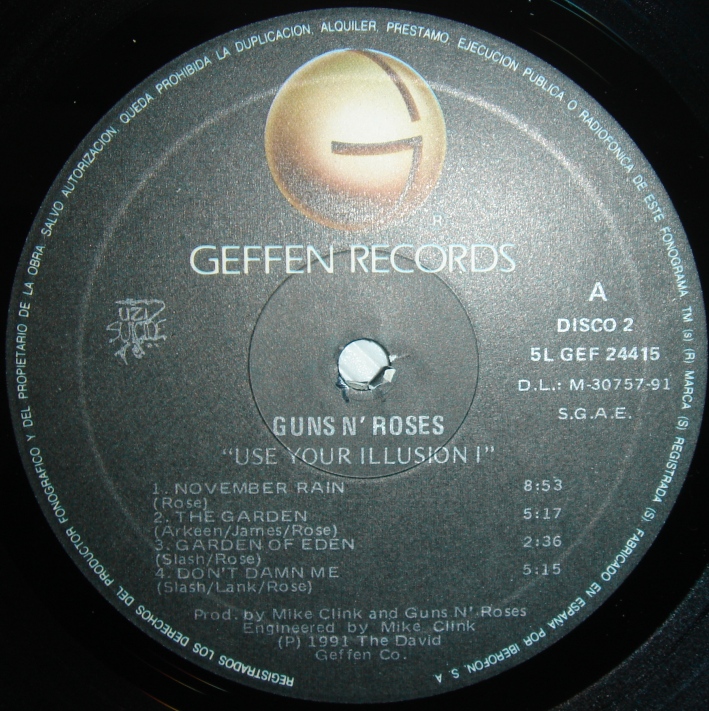 REGISTRADOS LOS DERECHOS DEL PRODUCTOR FONOGRAFICO Y DEL PROPIETARIO DE LA OBRA. SALVO AUTORIZACION QUEDA PROHIBIDA LA DUPLICACION, ALQUILER, PRESTAMO, EJECUCION PUBLICA O RADIOFONICA DE ESTE FONOGRAMA. TM (s) (R) MARCA (S) REGISTRADA (S) FABRICADO EN ESPAÑA POR IBEROFON, S. A
R
GEFFEN RECORDS
A
DISCO 2
5L GEF 24415
D.L.: M-30757-91
S.G.A.E.
GUNS N' ROSES
"USE YOUR ILLUSION I"
1. NOVEMBER RAIN 8:53
(Rose)
2. THE GARDEN 5:17
(Arkeen/James/Rose)
3. GARDEN OF EDEN 2:36
(Slash/Rose)
4. DON'T DAMN ME 5:15
(Slash/Lank/Rose)
Prod. by Mike Clink and Guns N' Roses
Engineered by Mike Clink
(P) 1991 The David
Geffen Co.